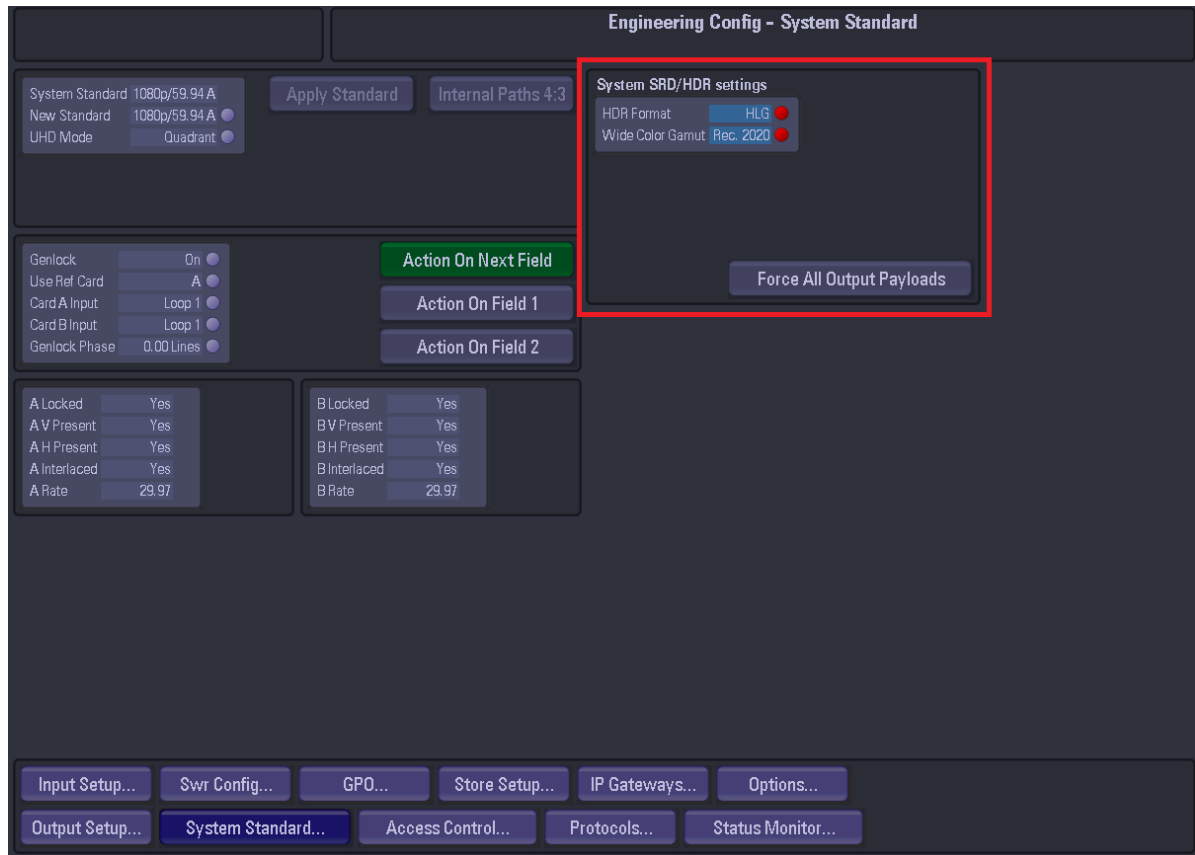 Engineering Config - System Standard
System Standard 1080p/59.94 A
New Standard 1080p/59.94 A
UHD Mode Quadrant
Apply Standard
Internal Paths 4:3
System SRD/HDR settings
HDR Format HLG
Wide Color Gamut Rec. 2020
Force All Output Payloads
Genlock On
Use Ref Card A
Card A Input Loop 1
Card B Input Loop 1
Genlock Phase 0.00 Lines
Action On Next Field
Action On Field 1
Action On Field 2
A Locked Yes
A V Present Yes
A H Present Yes
A Interlaced Yes
A Rate 29.97
B Locked Yes
B V Present Yes
B H Present Yes
B Interlaced Yes
B Rate 29.97
Input Setup... Swr Config... GPO... Store Setup... IP Gateways... Options...
Output Setup... System Standard... Access Control... Protocols... Status Monitor...